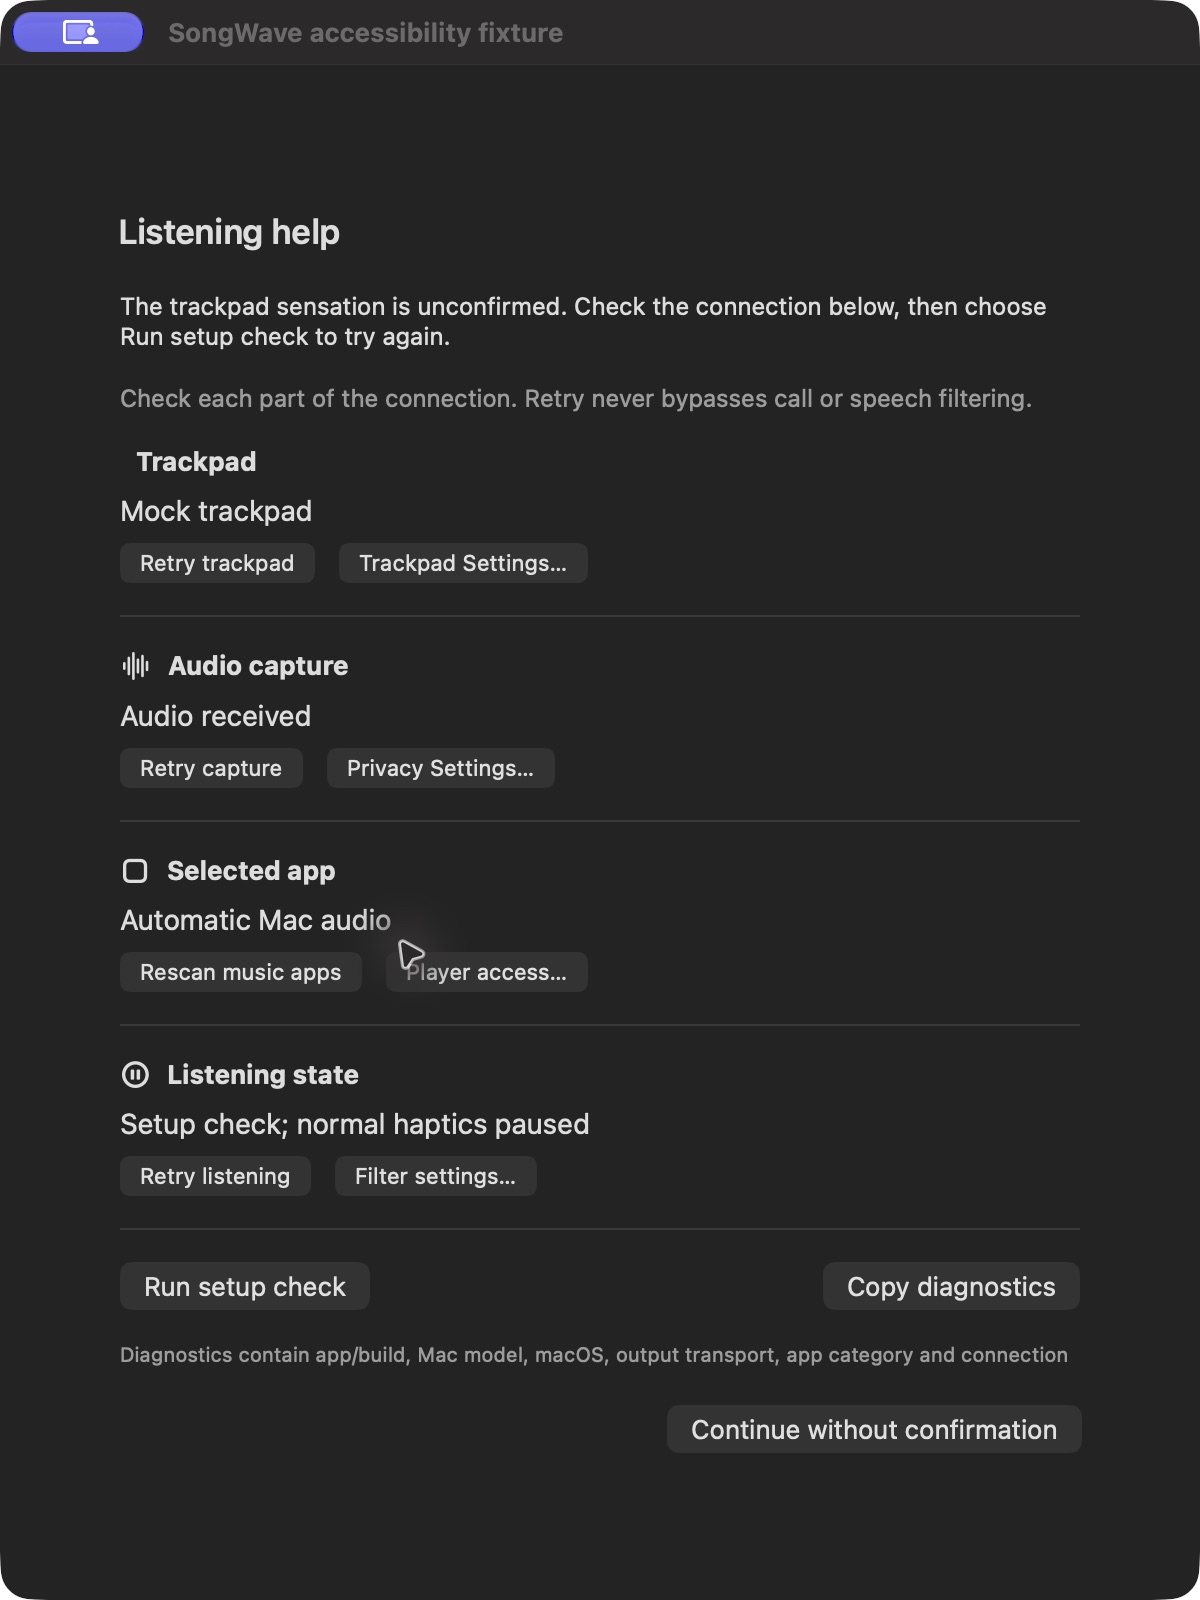 SongWave accessibility fixture
Listening help
The trackpad sensation is unconfirmed. Check the connection below, then choose
Run setup check to try again.
Check each part of the connection. Retry never bypasses call or speech filtering.
Trackpad
Mock trackpad
Retry trackpad
Trackpad Settings...
Audio capture
Audio received
Retry capture
Privacy Settings...
Selected app
Automatic Mac audio
Rescan music apps
Player access...
Listening state
Setup check; normal haptics paused
Retry listening
Filter settings...
Run setup check
Copy diagnostics
Diagnostics contain app/build, Mac model, macOS, output transport, app category and connection
Continue without confirmation